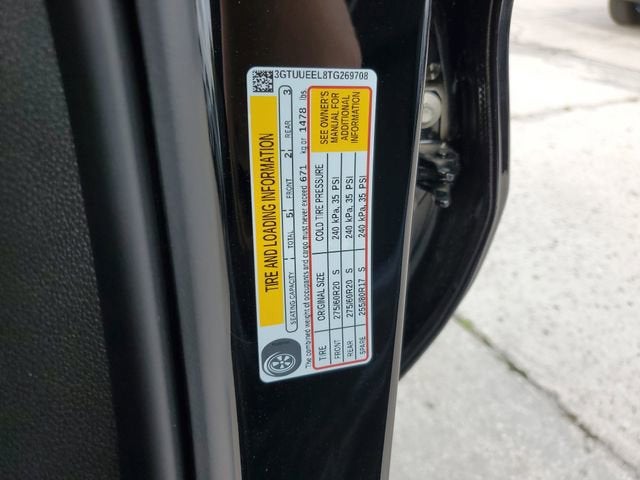 3GTUUEEL8TG269708
TIRE AND LOADING INFORMATION
SEATING CAPACITY TOTAL 5 FRONT 2 REAR 3
The combined weight of occupants and cargo must never exceed 671 kg or 1478 lbs.
TIRE ORIGINAL SIZE COLD TIRE PRESSURE
FRONT 275/60R20 S 240 kPa, 35 PSI
REAR 275/60R20 S 240 kPa, 35 PSI
SPARE 255/80R17 S 240 kPa, 35 PSI
SEE OWNER'S
MANUAL FOR
ADDITIONAL
INFORMATION